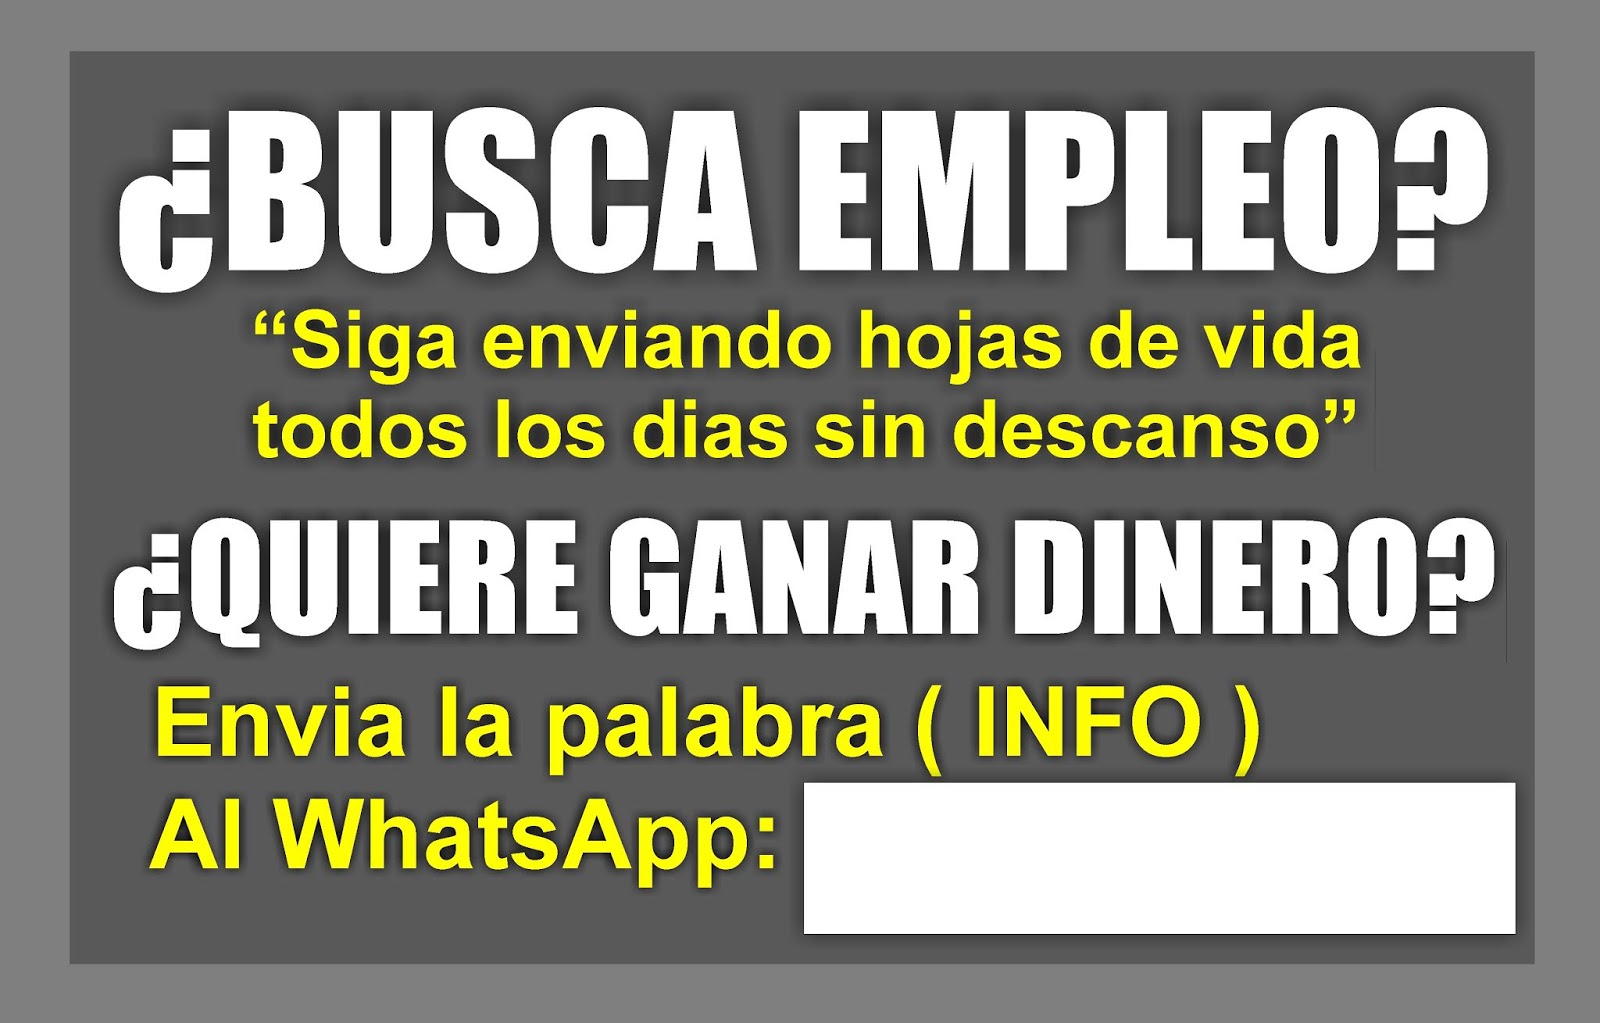 ¿BUSCA EMPLEO?
“Siga enviando hojas de vida
todos los dias sin descanso”
¿QUIERE GANAR DINERO?
Envia la palabra ( INFO )
Al WhatsApp: